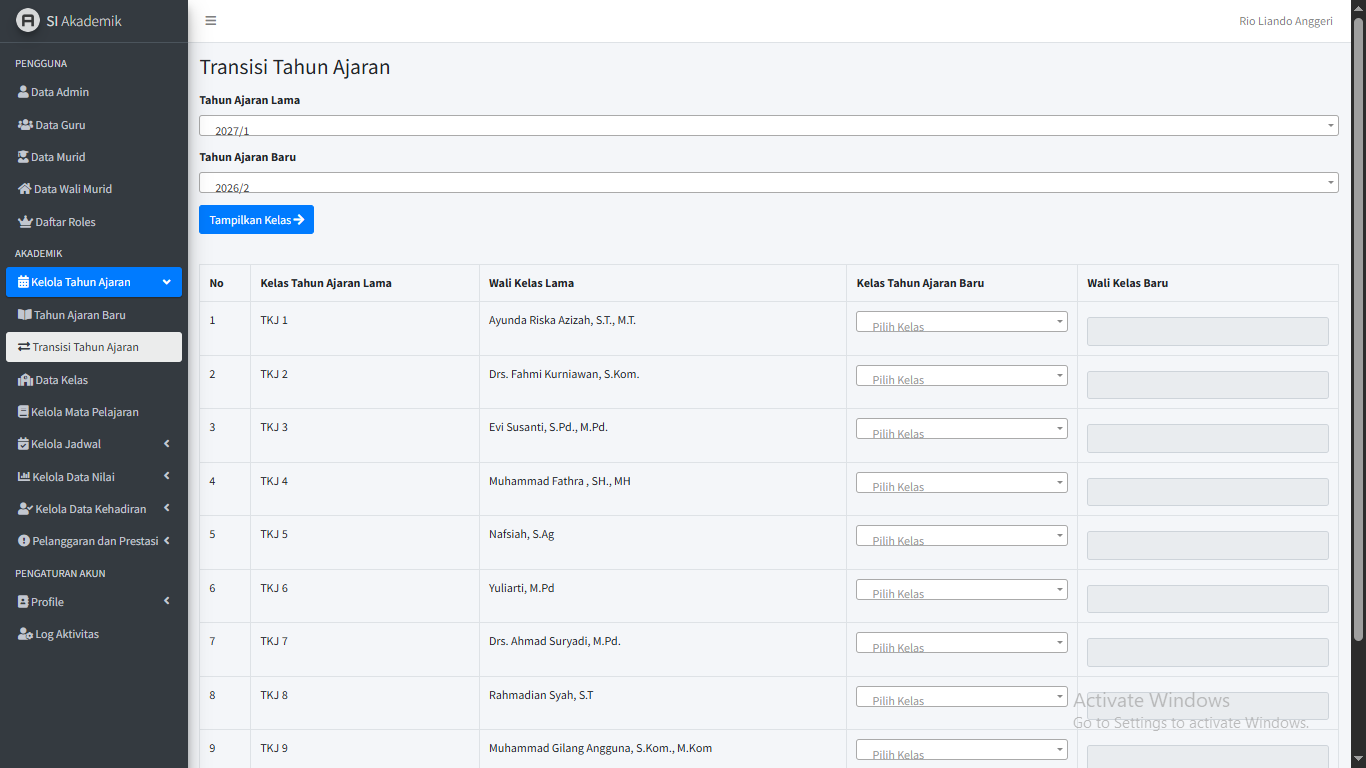 SI Akademik
Rio Liando Anggeri
PENGGUNA
Data Admin
Data Guru
Data Murid
Data Wali Murid
Daftar Roles
AKADEMIK
Kelola Tahun Ajaran
Tahun Ajaran Baru
Transisi Tahun Ajaran
Data Kelas
Kelola Mata Pelajaran
Kelola Jadwal
Kelola Data Nilai
Kelola Data Kehadiran
Pelanggaran dan Prestasi
PENGATURAN AKUN
Profile
Log Aktivitas
Transisi Tahun Ajaran
Tahun Ajaran Lama
2027/1
Tahun Ajaran Baru
2026/2
Tampilkan Kelas
No Kelas Tahun Ajaran Lama Wali Kelas Lama Kelas Tahun Ajaran Baru Wali Kelas Baru
1 TKJ 1 Ayunda Riska Azizah, S.T., M.T. Pilih Kelas
2 TKJ 2 Drs. Fahmi Kurniawan, S.Kom. Pilih Kelas
3 TKJ 3 Evi Susanti, S.Pd., M.Pd. Pilih Kelas
4 TKJ 4 Muhammad Fathra , SH., MH Pilih Kelas
5 TKJ 5 Nafsiah, S.Ag Pilih Kelas
6 TKJ 6 Yuliarti, M.Pd Pilih Kelas
7 TKJ 7 Drs. Ahmad Suryadi, M.Pd. Pilih Kelas
8 TKJ 8 Rahmadian Syah, S.T Pilih Kelas
9 TKJ 9 Muhammad Gilang Angguna, S.Kom., M.Kom Pilih Kelas
Activate Windows
Go to Settings to activate Windows.